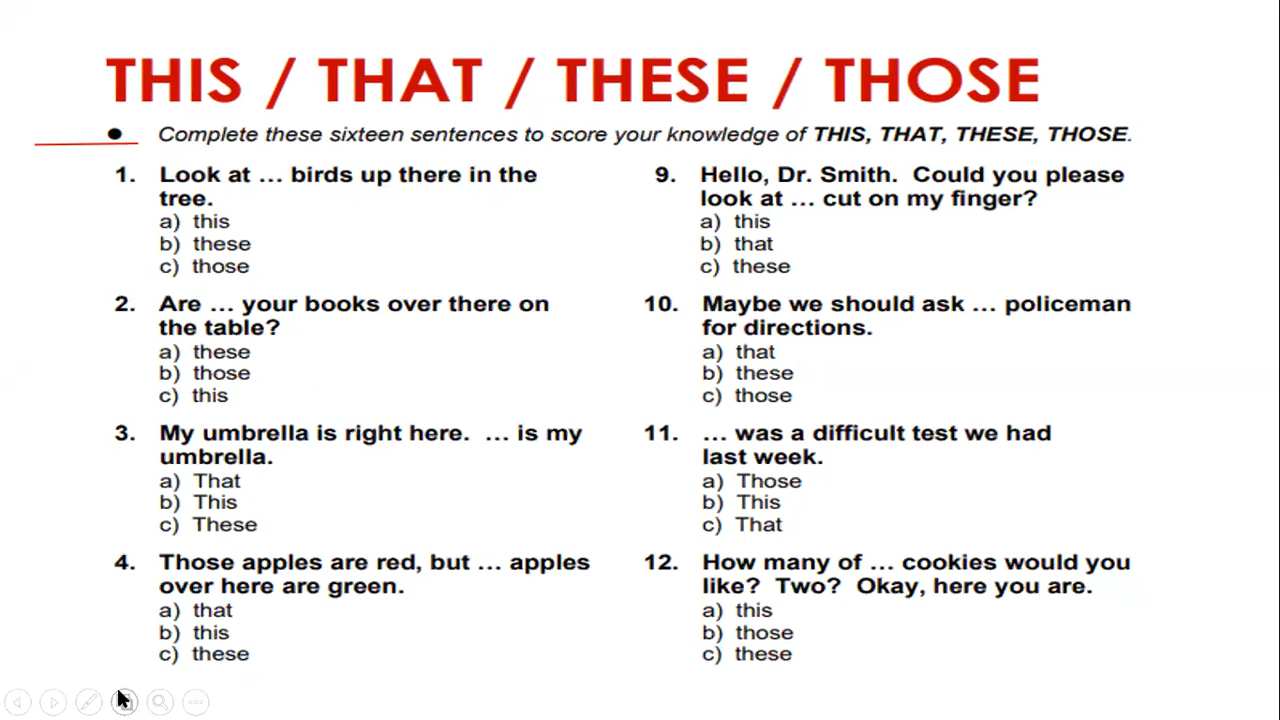 THIS / THAT / THESE / THOSE
● Complete these sixteen sentences to score your knowledge of THIS, THAT, THESE, THOSE.
1. Look at … birds up there in the
tree.
a) this
b) these
c) those
2. Are … your books over there on
the table?
a) these
b) those
c) this
3. My umbrella is right here. … is my
umbrella.
a) That
b) This
c) These
4. Those apples are red, but … apples
over here are green.
a) that
b) this
c) these
9. Hello, Dr. Smith. Could you please
look at … cut on my finger?
a) this
b) that
c) these
10. Maybe we should ask … policeman
for directions.
a) that
b) these
c) those
11. … was a difficult test we had
last week.
a) Those
b) This
c) That
12. How many of … cookies would you
like? Two? Okay, here you are.
a) this
b) those
c) these